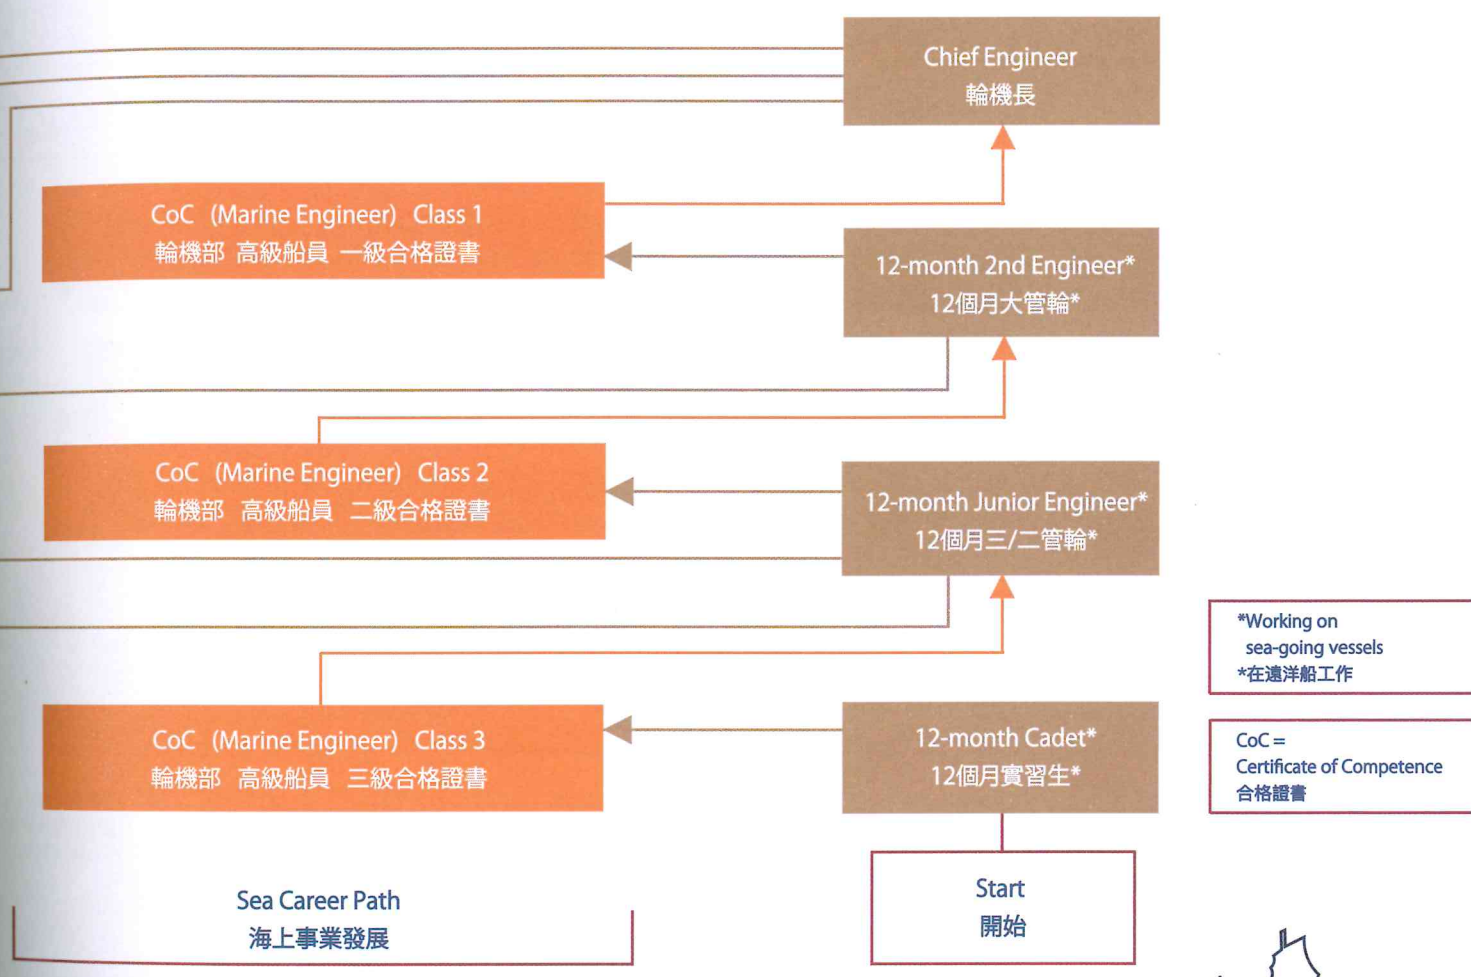 Chief Engineer
輪機長
CoC (Marine Engineer) Class 1
輪機部 高級船員 一級合格證書
12-month 2nd Engineer*
12個月大管輪*
CoC (Marine Engineer) Class 2
輪機部 高級船員 二級合格證書
12-month Junior Engineer*
12個月三/二管輪*
*Working on
sea-going vessels
*在遠洋船工作
CoC (Marine Engineer) Class 3
輪機部 高級船員 三級合格證書
12-month Cadet*
12個月實習生*
CoC =
Certificate of Competence
合格證書
Sea Career Path
海上事業發展
Start
開始